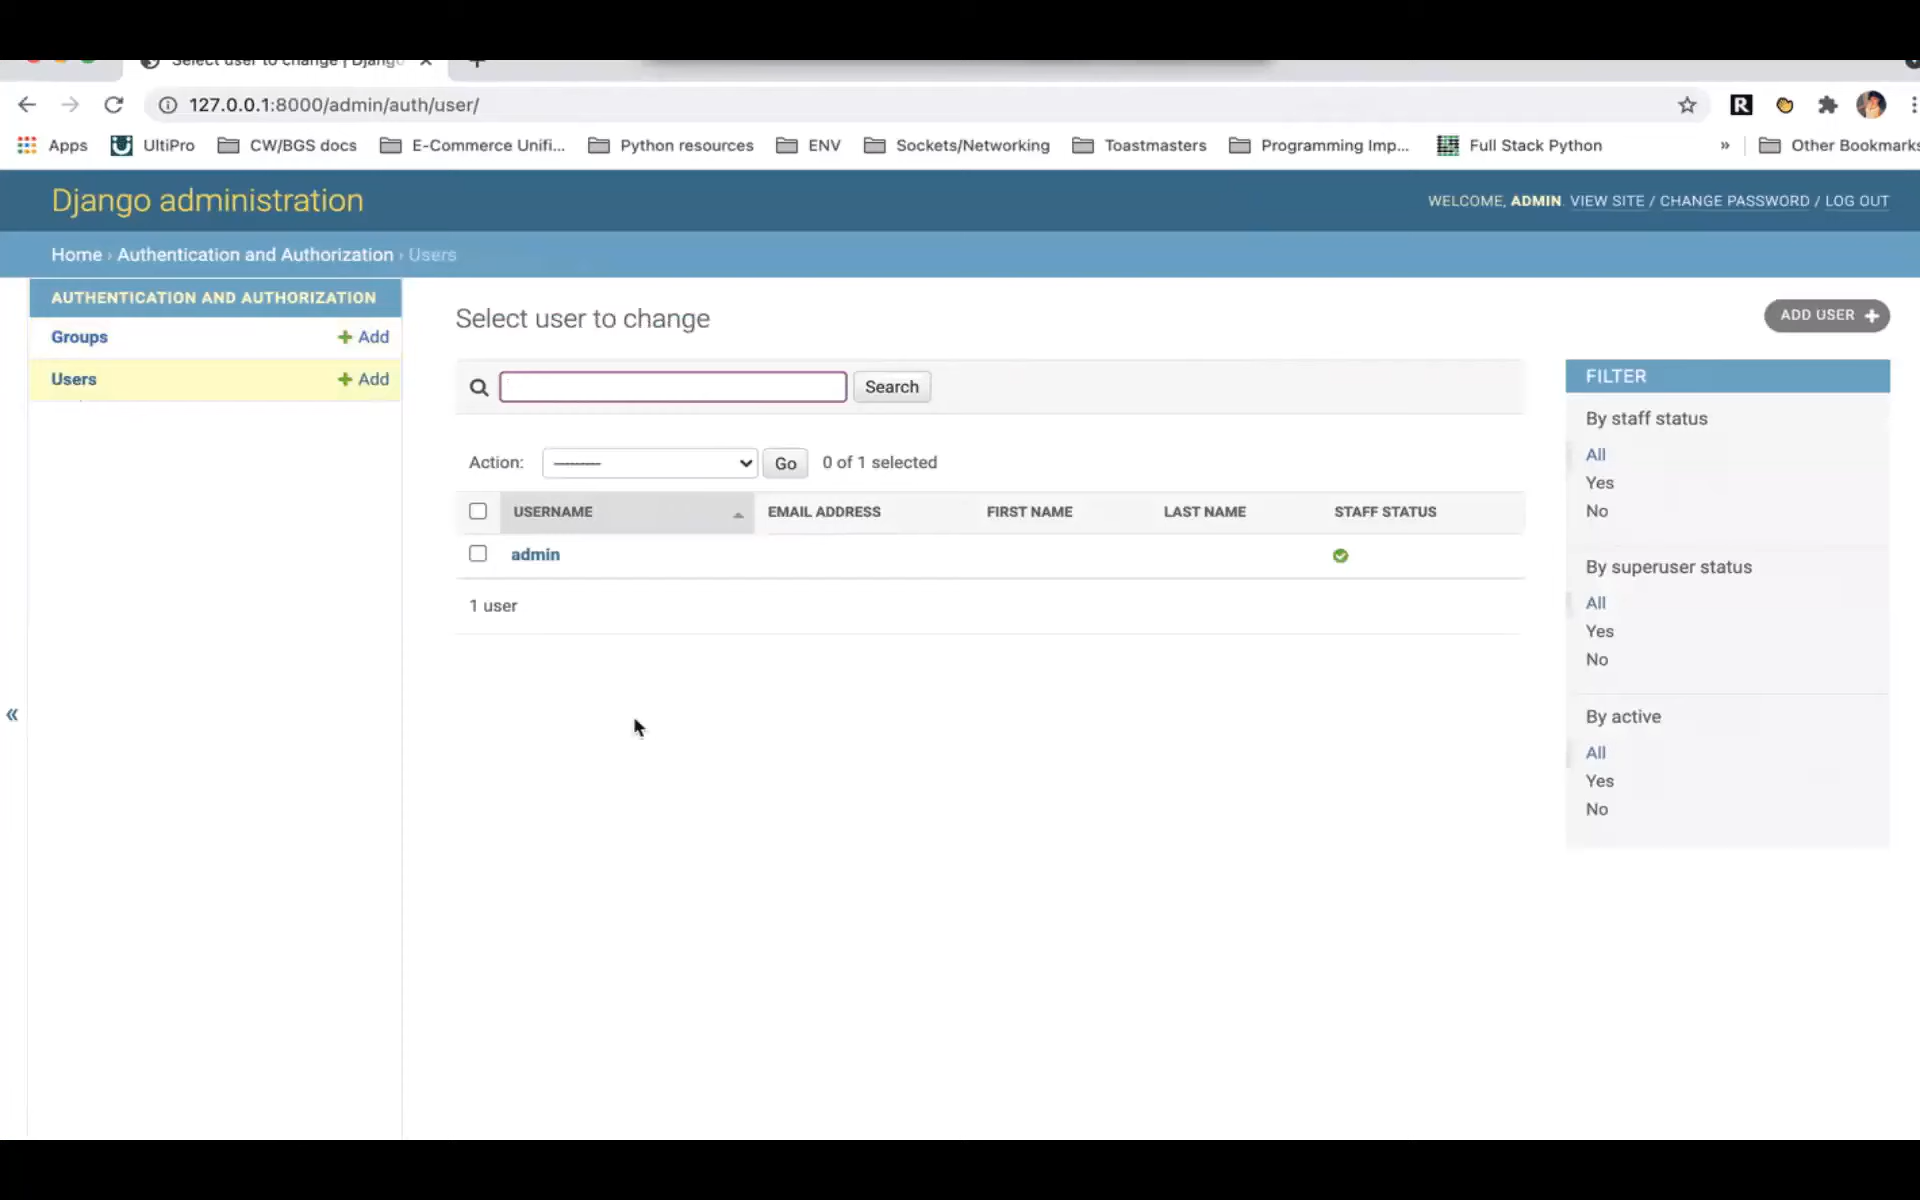 Select user to change | Django
127.0.0.1:8000/admin/auth/user/
Apps UltiPro CW/BGS docs E-Commerce Unifi... Python resources ENV Sockets/Networking Toastmasters Programming Imp... Full Stack Python » Other Bookmarks
Django administration
WELCOME, ADMIN. VIEW SITE / CHANGE PASSWORD / LOG OUT
Home › Authentication and Authorization › Users
AUTHENTICATION AND AUTHORIZATION
Groups + Add
Users + Add
«
Select user to change
ADD USER +
Search
Action: --------- Go 0 of 1 selected
USERNAME EMAIL ADDRESS FIRST NAME LAST NAME STAFF STATUS
admin
1 user
FILTER
By staff status
All
Yes
No
By superuser status
All
Yes
No
By active
All
Yes
No